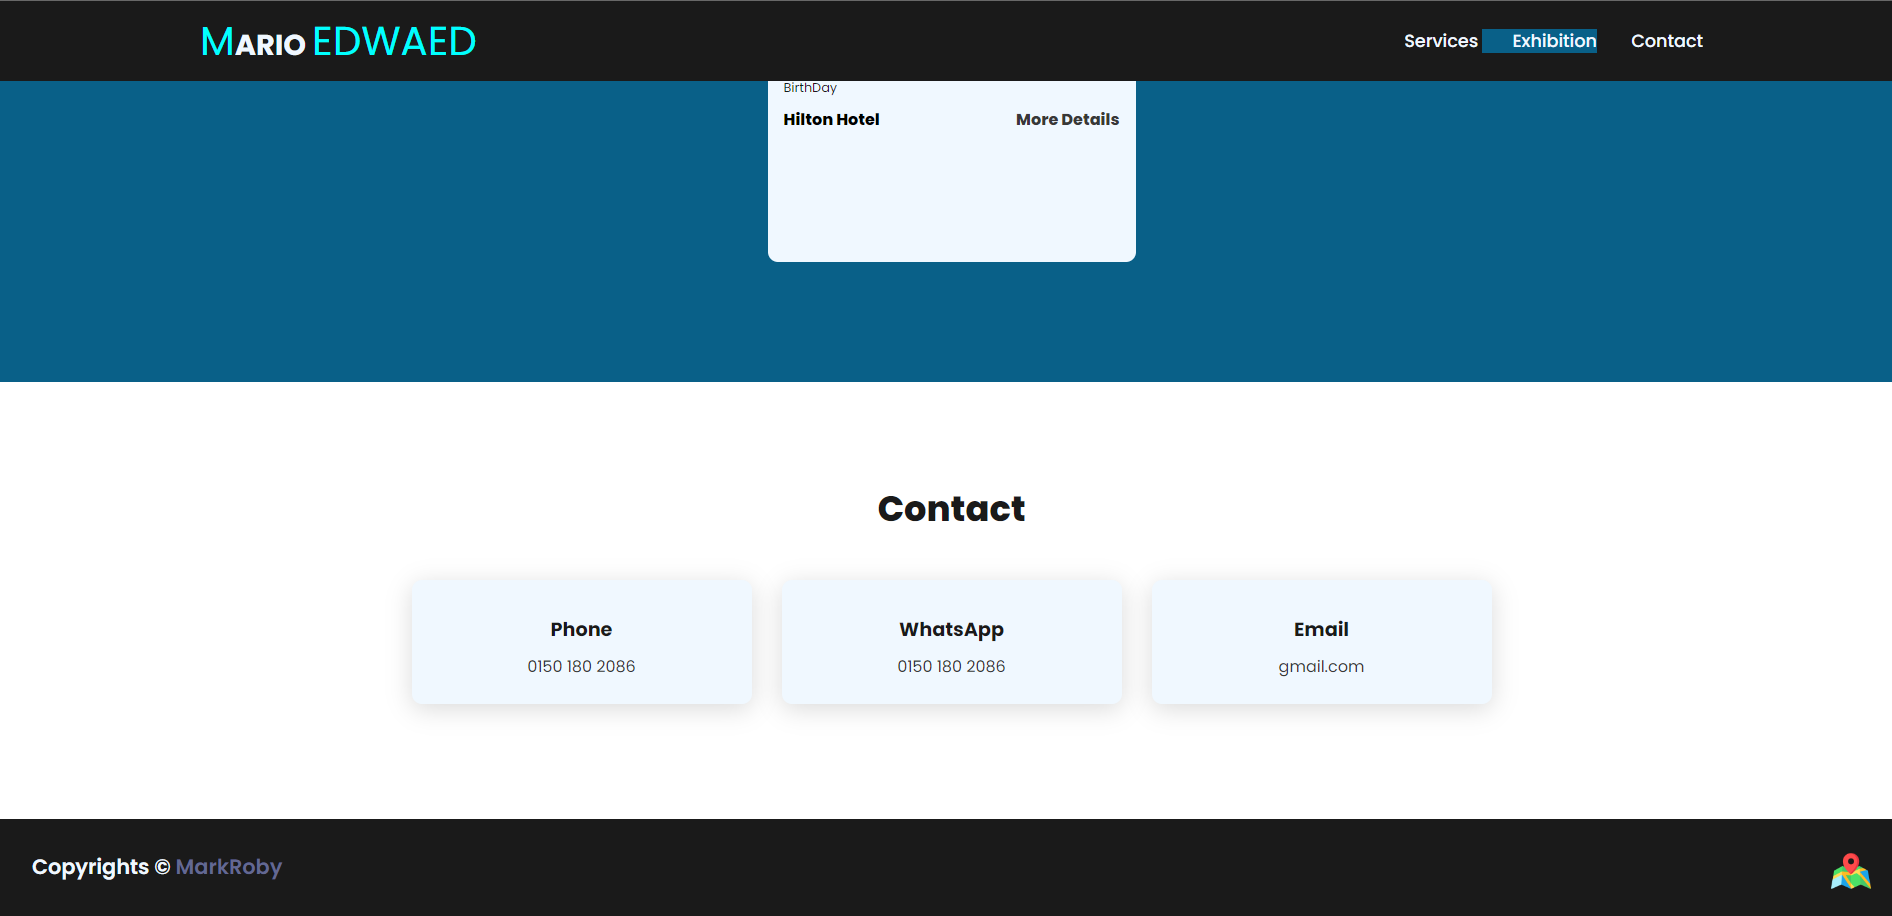 MARIO EDWAED
Services Exhibition Contact
BirthDay
Hilton Hotel More Details
Contact
Phone WhatsApp Email
0150 180 2086 0150 180 2086 gmail.com
Copyrights © MarkRoby